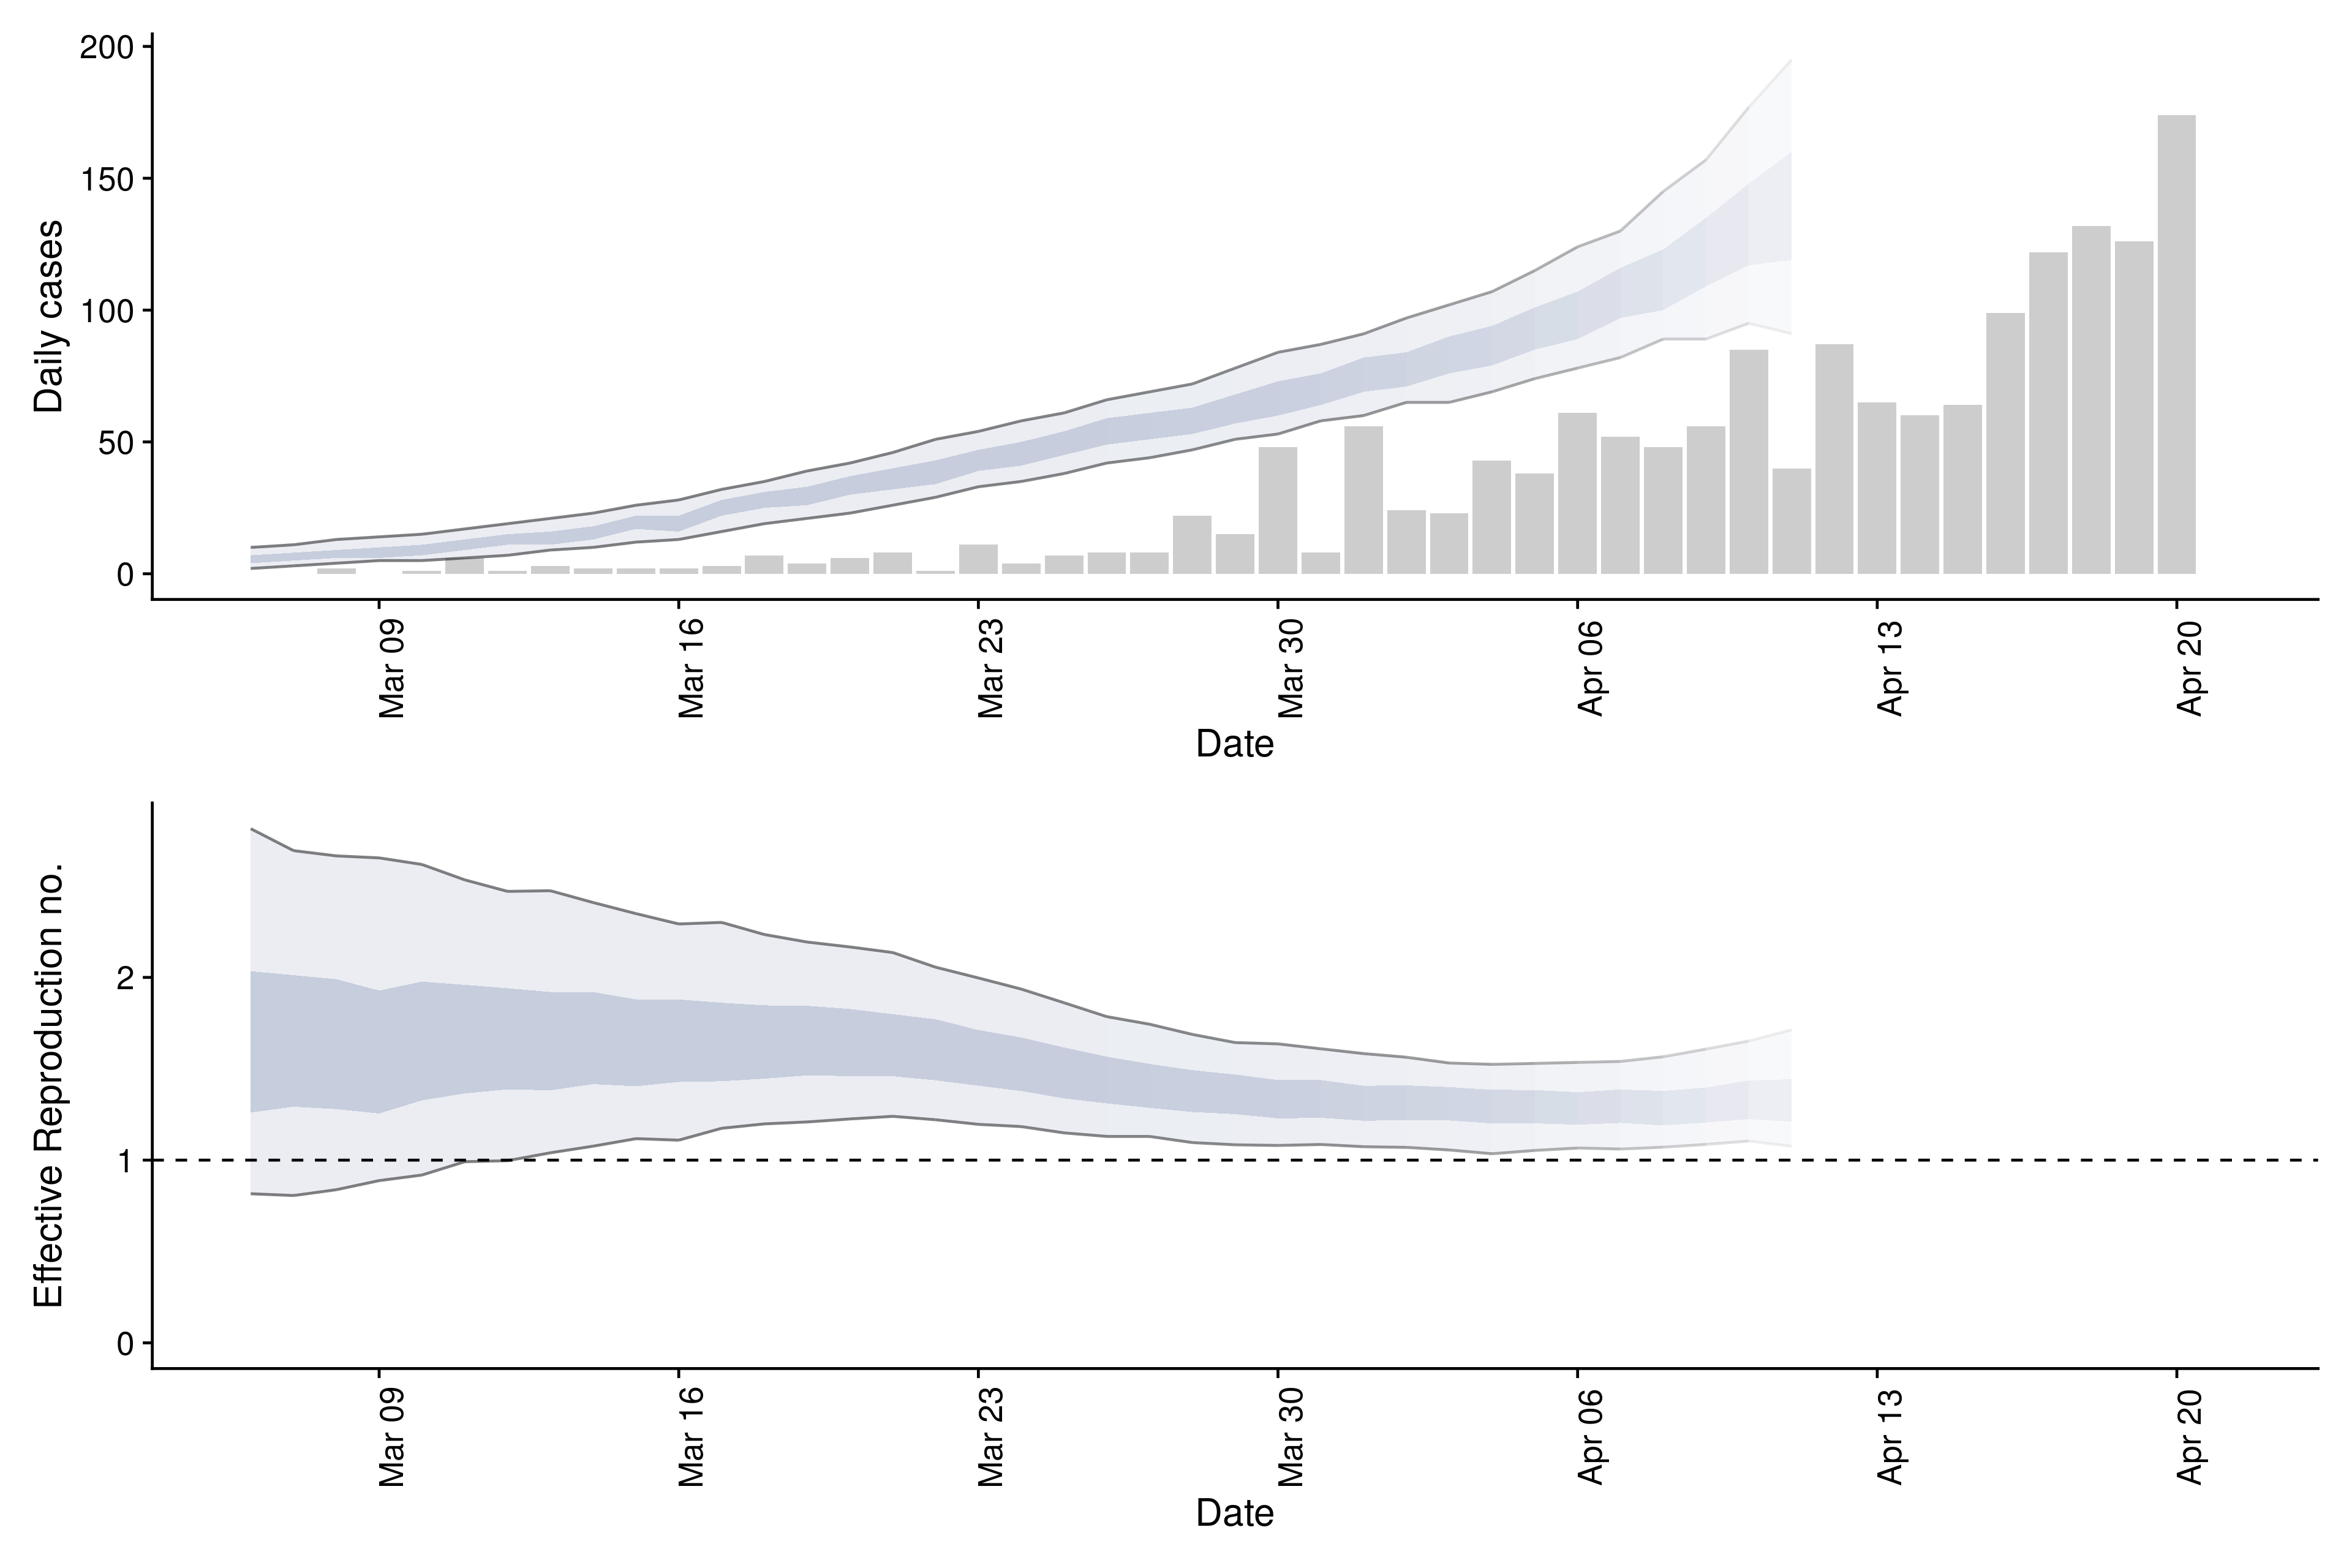 Daily cases
200
150
100
50
0
Mar 09
Mar 16
Mar 23
Mar 30
Apr 06
Apr 13
Apr 20
Date
Effective Reproduction no.
2
1
0
Mar 09
Mar 16
Mar 23
Mar 30
Apr 06
Apr 13
Apr 20
Date